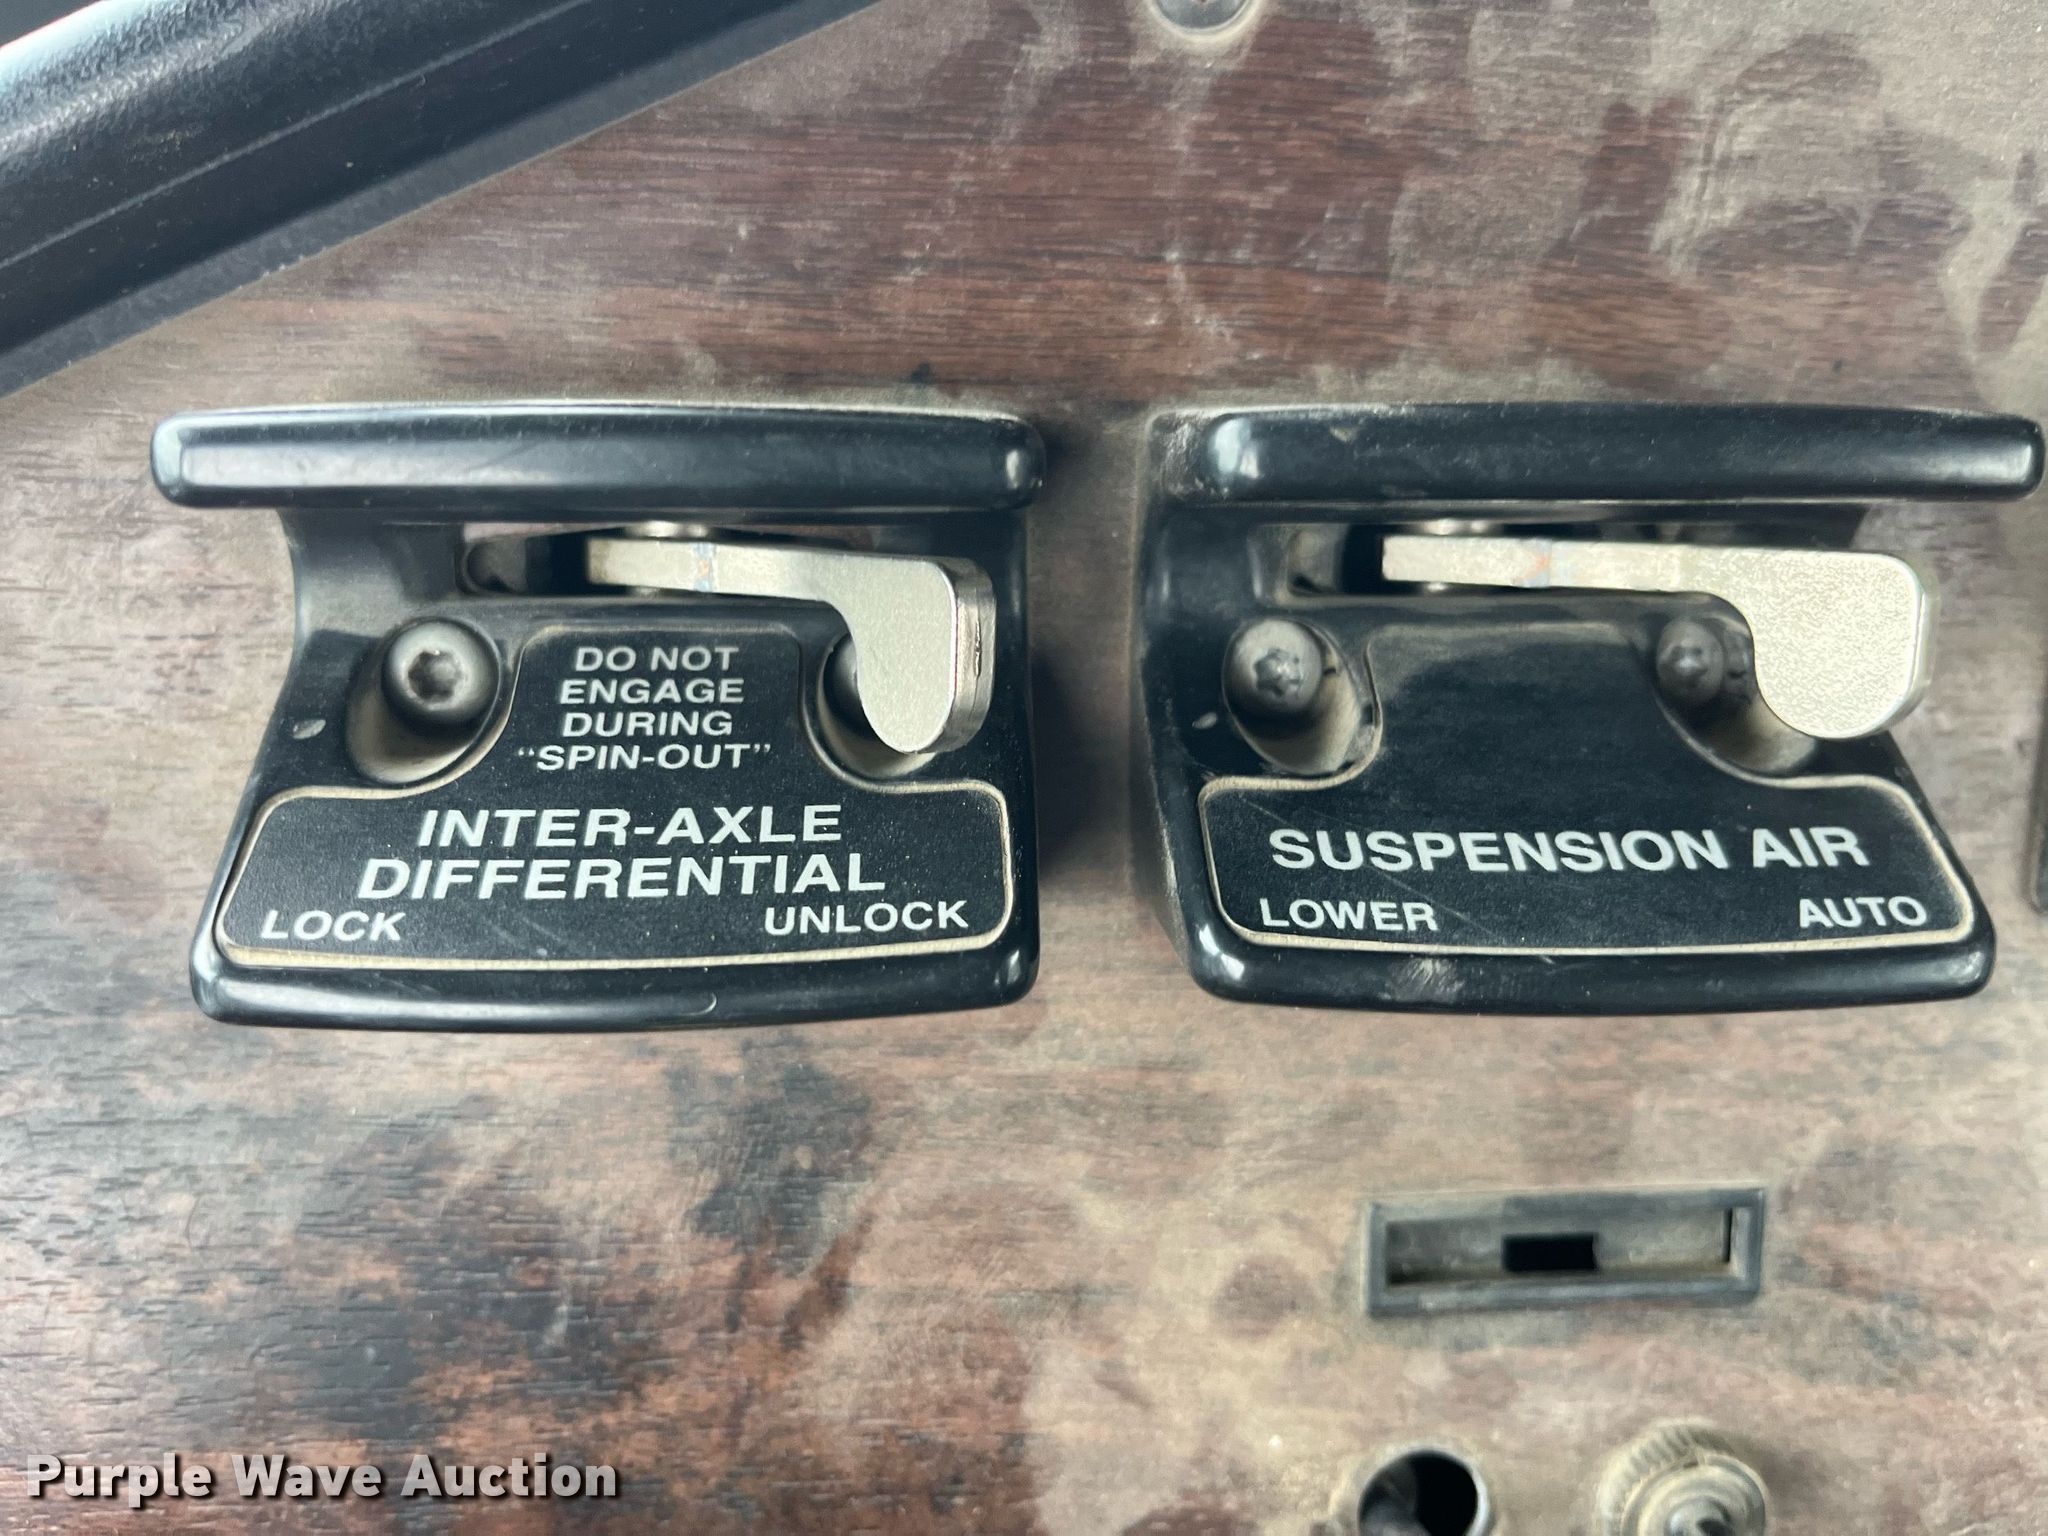 DO NOT
ENGAGE
DURING
“SPIN-OUT”
INTER-AXLE
DIFFERENTIAL
LOCK UNLOCK
SUSPENSION AIR
LOWER AUTO
Purple Wave Auction